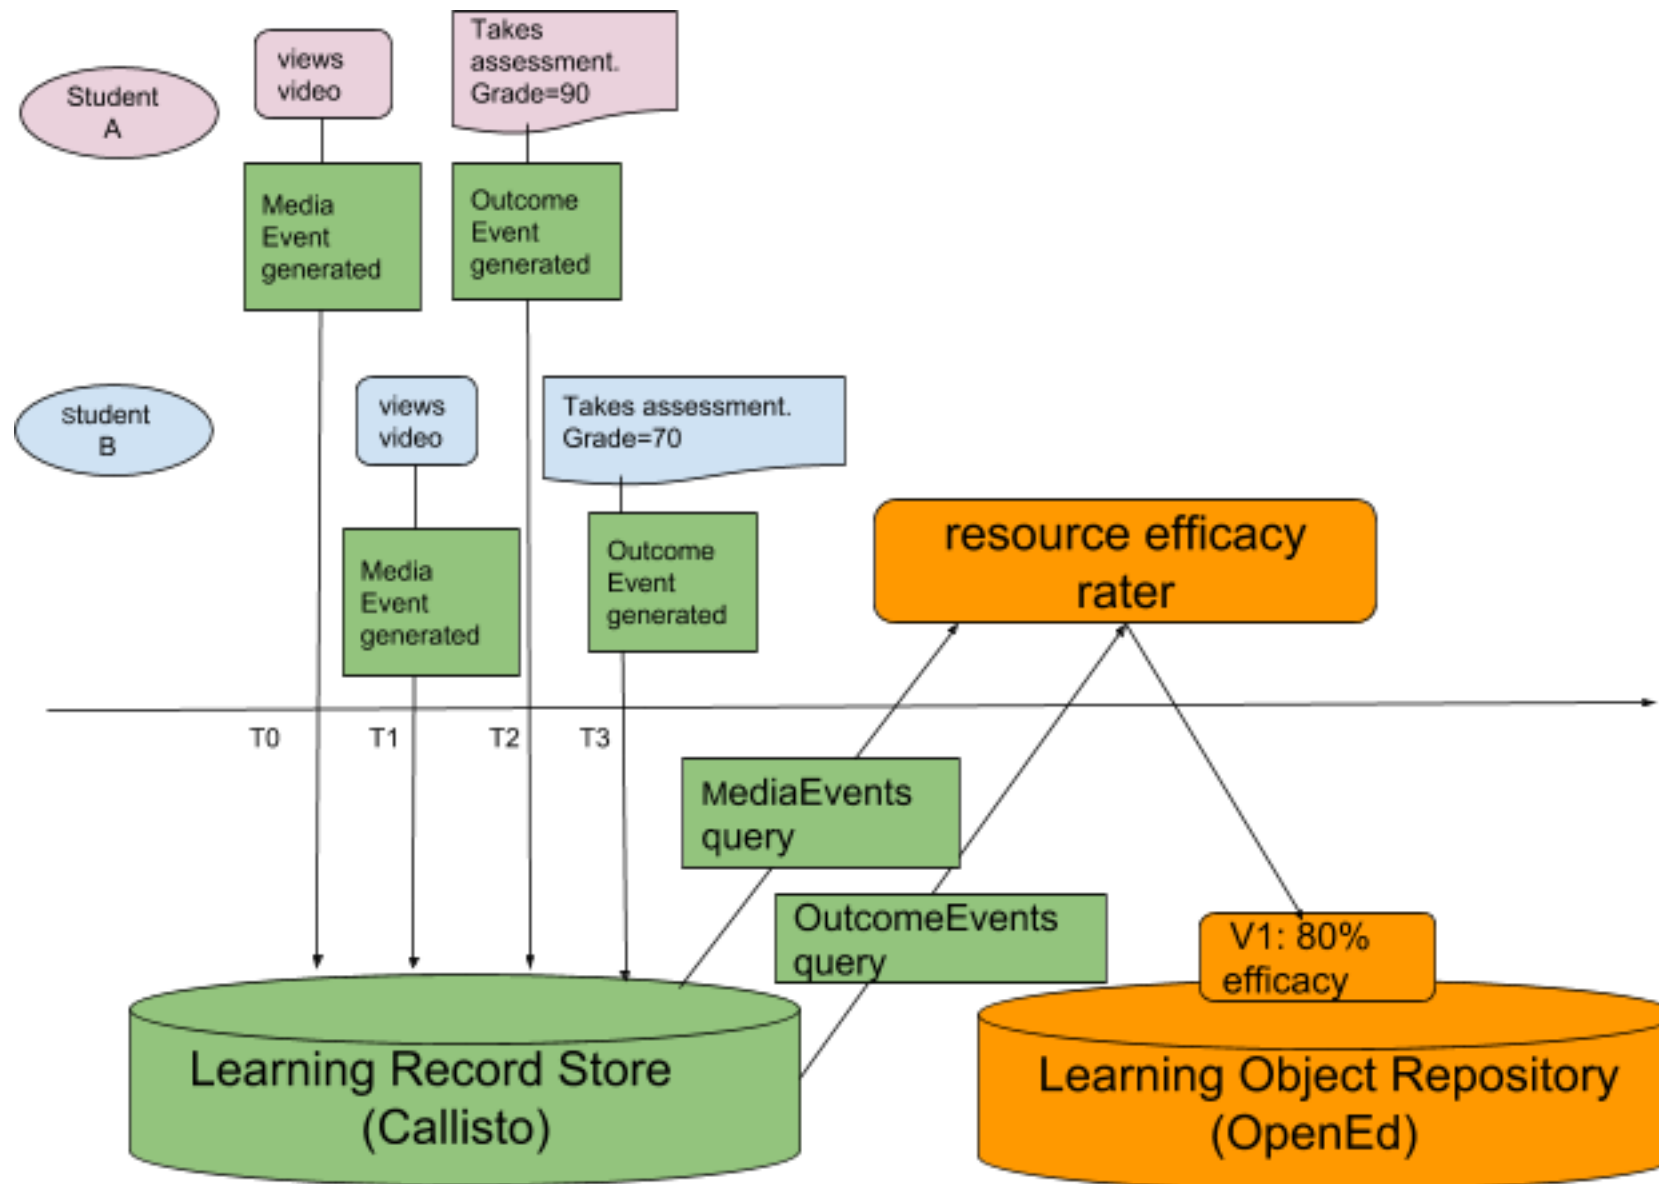 Student
A
views
video
Takes
assessment.
Grade=90
Media
Event
generated
Outcome
Event
generated
Student
B
views
video
Takes assessment.
Grade=70
Media
Event
generated
Outcome
Event
generated
resource efficacy
rater
T0
T1
T2
T3
MediaEvents
query
OutcomeEvents
query
V1: 80%
efficacy
Learning Record Store
(Callisto)
Learning Object Repository
(OpenEd)